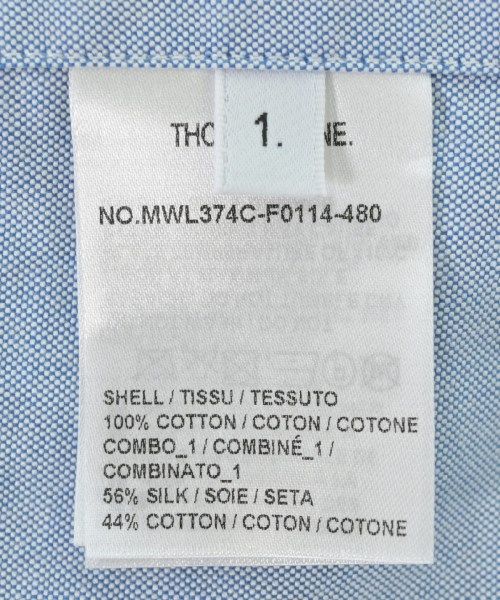 THO NE.
1.
NO.MWL374C-F0114-480
SHELL / TISSU / TESSUTO
100% COTTON / COTON / COTONE
COMBO_1 / COMBINÉ_1 /
COMBINATO_1
56% SILK / SOIE / SETA
44% COTTON / COTON / COTONE